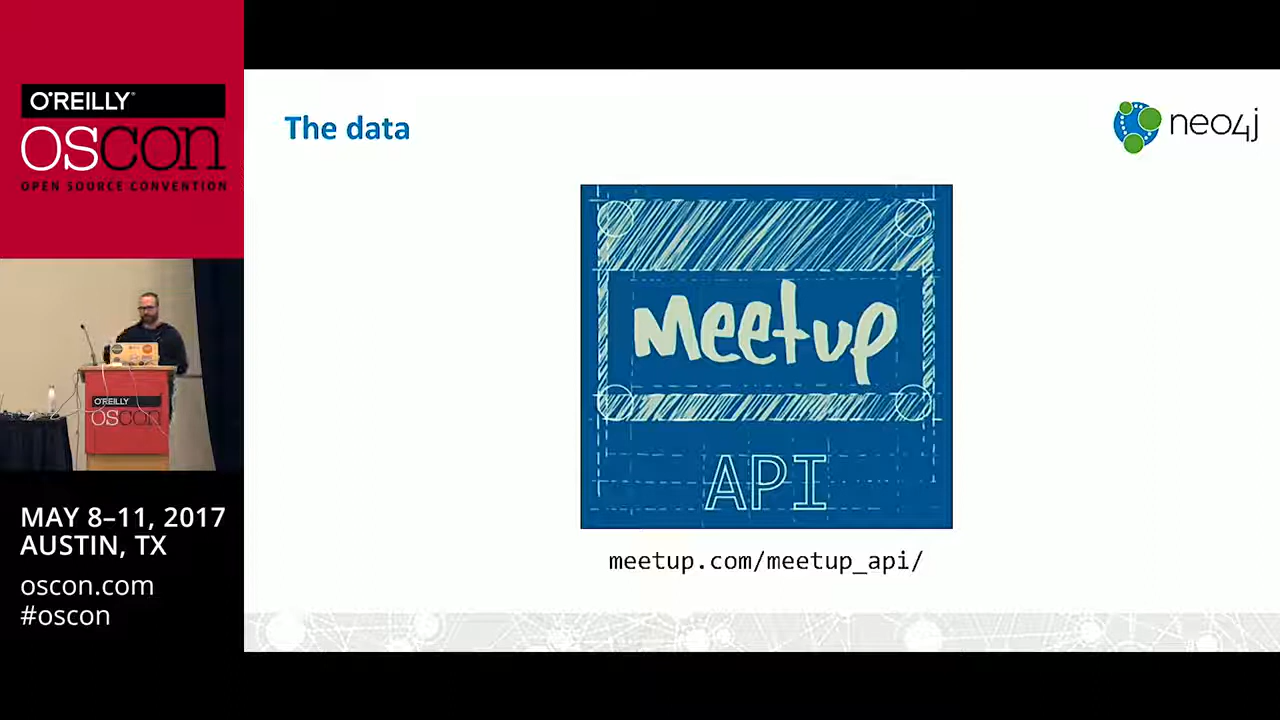 O'REILLY®
OSCON
OPEN SOURCE CONVENTION
O'REILLY
OSCON
MAY 8–11, 2017
AUSTIN, TX
oscon.com
#oscon
The data
neo4j
Meetup
API
meetup.com/meetup_api/